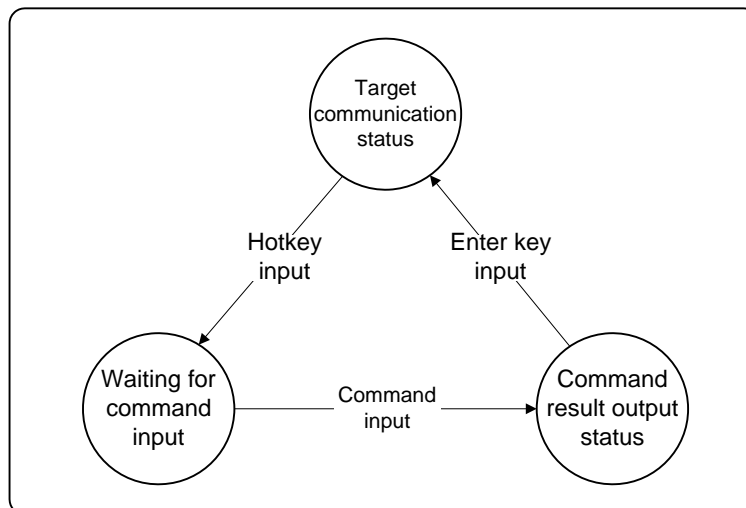 Target
communication
status
Hotkey
input
Enter key
input
Waiting for
command
input
Command
input
Command
result output
status